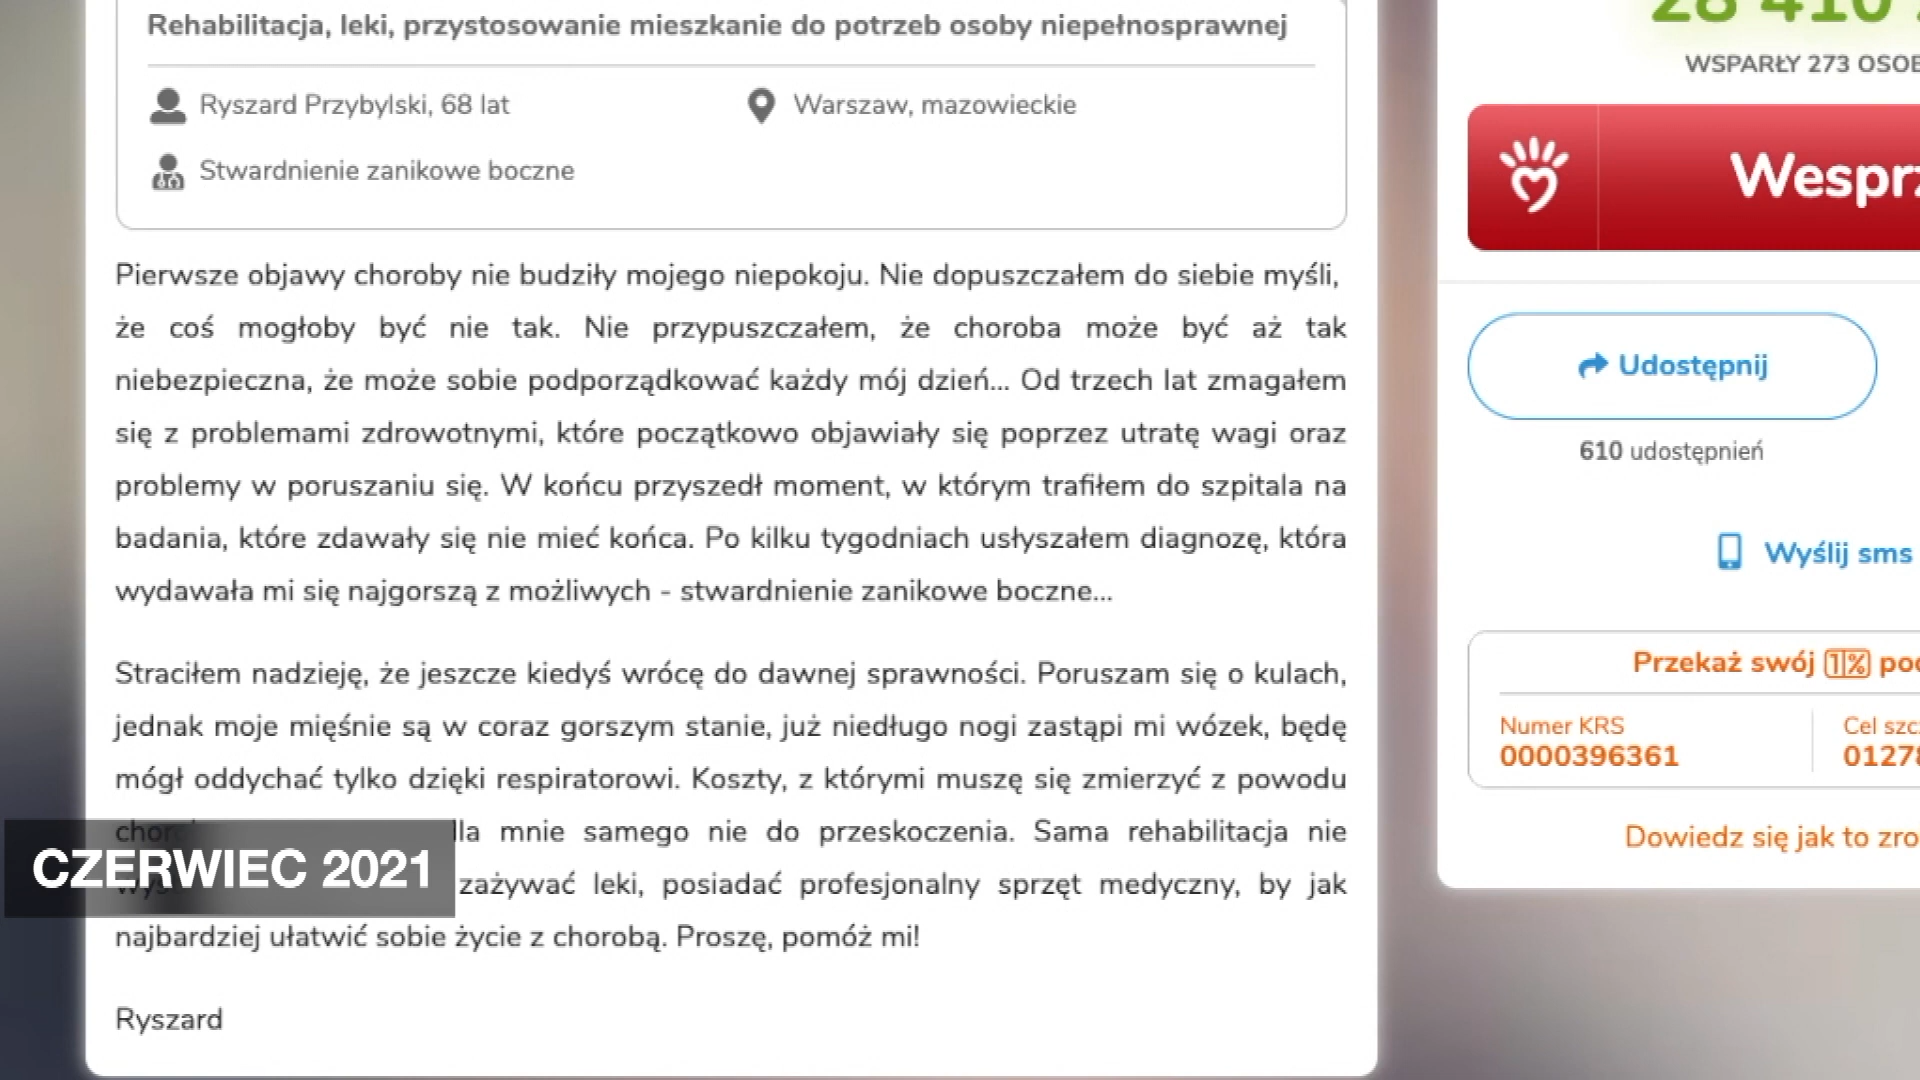 Rehabilitacja, leki, przystosowanie mieszkanie do potrzeb osoby niepełnosprawnej
Ryszard Przybylski, 68 lat
Warszaw, mazowieckie
Stwardnienie zanikowe boczne
Pierwsze objawy choroby nie budziły mojego niepokoju. Nie dopuszczałem do siebie myśli,
że coś mogłoby być nie tak. Nie przypuszczałem, że choroba może być aż tak
niebezpieczna, że może sobie podporządkować każdy mój dzień... Od trzech lat zmagałem
się z problemami zdrowotnymi, które początkowo objawiały się poprzez utratę wagi oraz
problemy w poruszaniu się. W końcu przyszedł moment, w którym trafiłem do szpitala na
badania, które zdawały się nie mieć końca. Po kilku tygodniach usłyszałem diagnozę, która
wydawała mi się najgorszą z możliwych - stwardnienie zanikowe boczne...
Straciłem nadzieję, że jeszcze kiedyś wrócę do dawnej sprawności. Poruszam się o kulach,
jednak moje mięśnie są w coraz gorszym stanie, już niedługo nogi zastąpi mi wózek, będę
mógł oddychać tylko dzięki respiratorowi. Koszty, z którymi muszę się zmierzyć z powodu
mnie samego nie do przeskoczenia. Sama rehabilitacja nie
zażywać leki, posiadać profesjonalny sprzęt medyczny, by jak
najbardziej ułatwić sobie życie z chorobą. Proszę, pomóż mi!
Ryszard
CZERWIEC 2021
28 410
WSPARŁY 273
Udostępnij
610 udostępnień
Wyślij sms
Przekaż swój 1%
Numer KRS
0000396361
Cel
Dowiedz się jak to